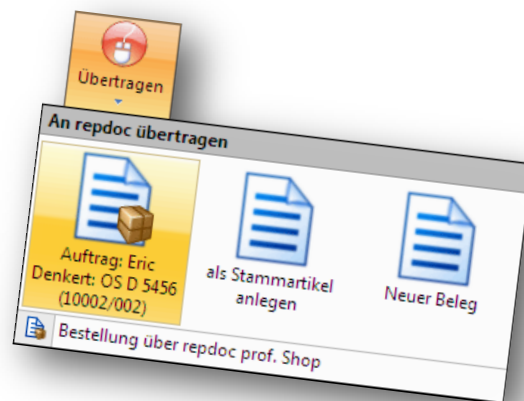 Übertragen
An repdoc übertragen
Auftrag: Eric
Denkert: OS D 5456
(10002/002)
als Stammartikel
anlegen
Neuer Beleg
Bestellung über repdoc prof. Shop